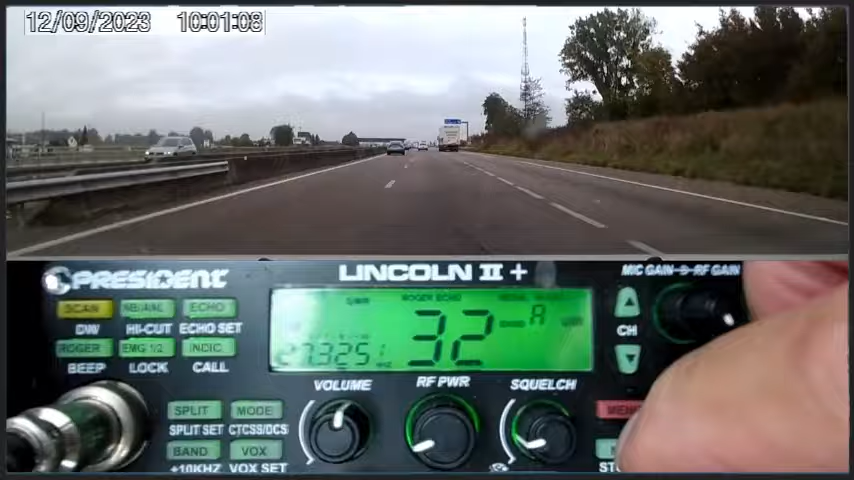 12/09/2023 10:01:08
PRESIDENT LINCOLN II + MIC GAIN RF GAIN
SCAN NB/ANL ECHO
DW HI-CUT ECHO SET
ROGER EMG 1/2 INDIC.
BEEP LOCK CALL
ROGER ECHO
32 A
27.3251
CH
VOLUME RF PWR SQUELCH
SPLIT MODE
SPLIT SET CTCSS/DCS
BAND VOX
+10KHZ VOX SET